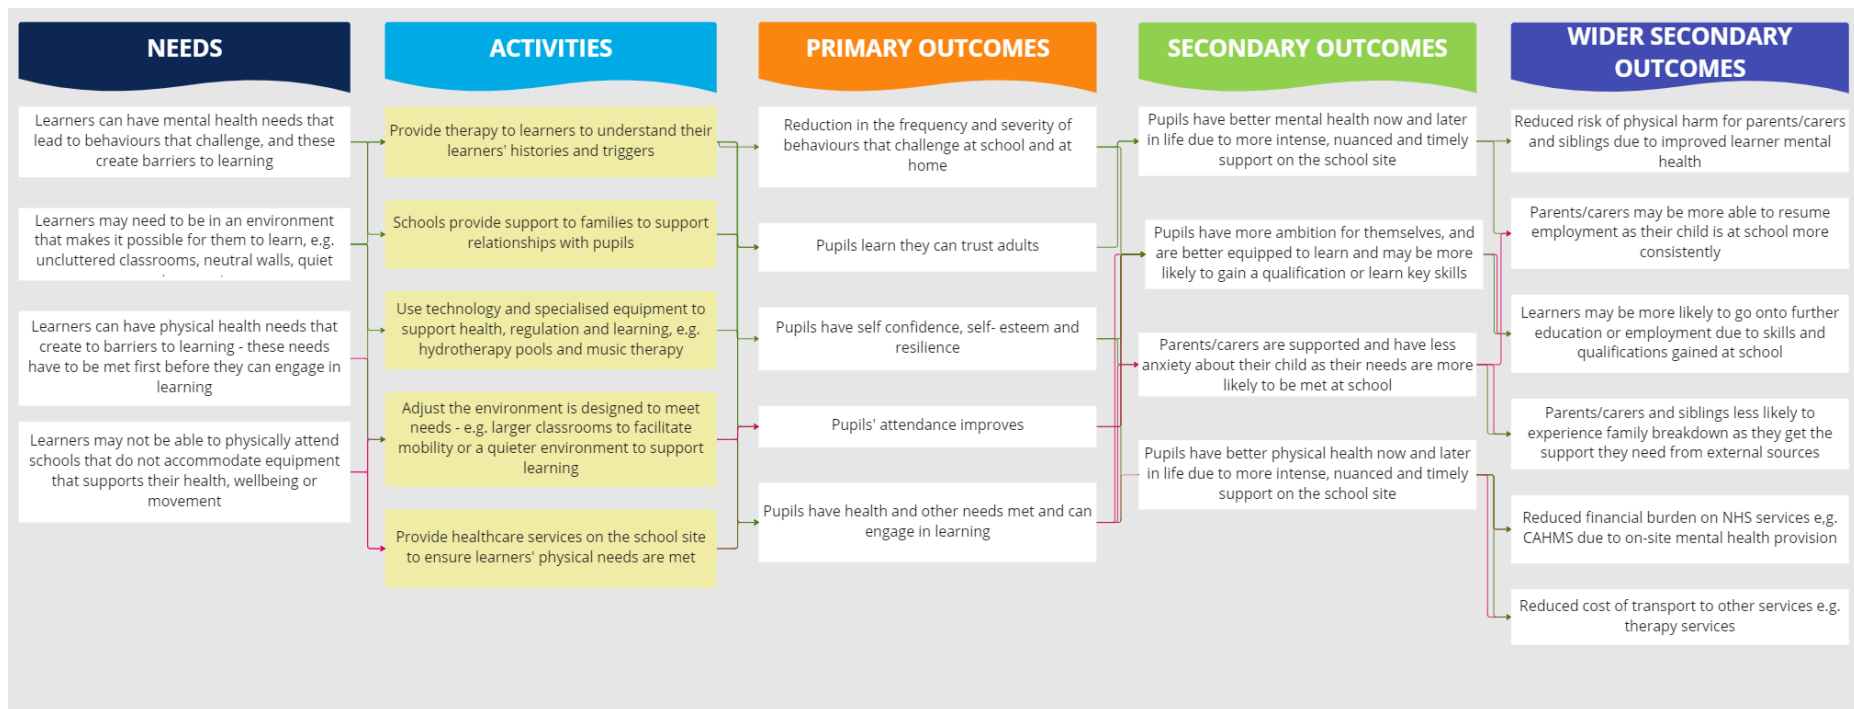 NEEDS
Learners can have mental health needs that
lead to behaviours that challenge, and these
create barriers to learning
Learners may need to be in an environment
that makes it possible for them to learn, e.g.
uncluttered classrooms, neutral walls, quiet
Learners can have physical health needs that
create to barriers to learning - these needs
have to be met first before they can engage in
learning
Learners may not be able to physically attend
schools that do not accommodate equipment
that supports their health, wellbeing or
movement
ACTIVITIES
Provide therapy to learners to understand their
learners' histories and triggers
Schools provide support to families to support
relationships with pupils
Use technology and specialised equipment to
support health, regulation and learning, e.g.
hydrotherapy pools and music therapy
Adjust the environment is designed to meet
needs - e.g. larger classrooms to facilitate
mobility or a quieter environment to support
learning
Provide healthcare services on the school site
to ensure learners' physical needs are met
PRIMARY OUTCOMES
Reduction in the frequency and severity of
behaviours that challenge at school and at
home
Pupils learn they can trust adults
Pupils have self confidence, self- esteem and
resilience
Pupils' attendance improves
Pupils have health and other needs met and can
engage in learning
SECONDARY OUTCOMES
Pupils have better mental health now and later
in life due to more intense, nuanced and timely
support on the school site
Pupils have more ambition for themselves, and
are better equipped to learn and may be more
likely to gain a qualification or learn key skills
Parents/carers are supported and have less
anxiety about their child as their needs are more
likely to be met at school
Pupils have better physical health now and later
in life due to more intense, nuanced and timely
support on the school site
WIDER SECONDARY
OUTCOMES
Reduced risk of physical harm for parents/carers
and siblings due to improved learner mental
health
Parents/carers may be more able to resume
employment as their child is at school more
consistently
Learners may be more likely to go onto further
education or employment due to skills and
qualifications gained at school
Parents/carers and siblings less likely to
experience family breakdown as they get the
support they need from external sources
Reduced financial burden on NHS services e,g.
CAHMS due to on-site mental health provision
Reduced cost of transport to other services e.g.
therapy services